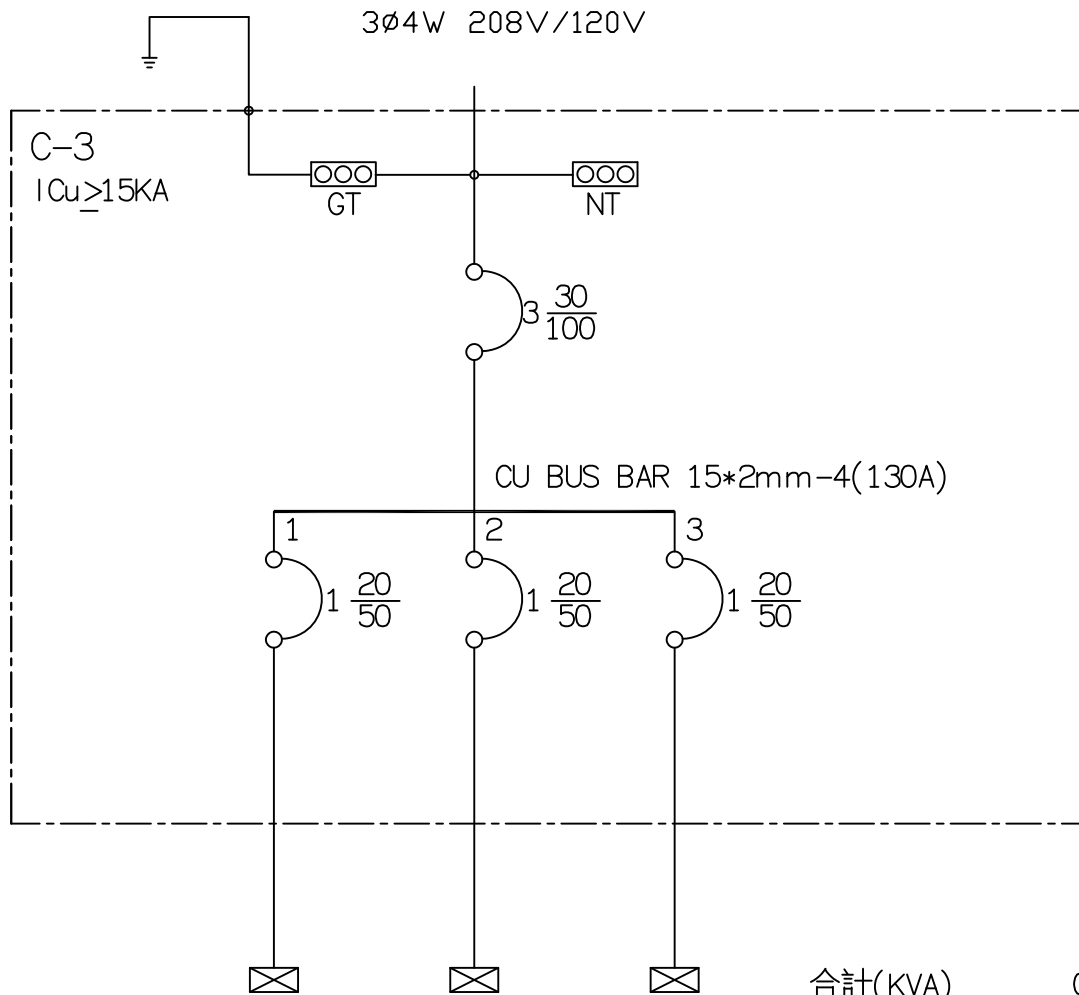 3ø4W 208V/120V
C-3
ICu≥15KA
GT
NT
3 30/100
CU BUS BAR 15*2mm-4(130A)
1
2
3
1 20/50
1 20/50
1 20/50
合計(KVA)